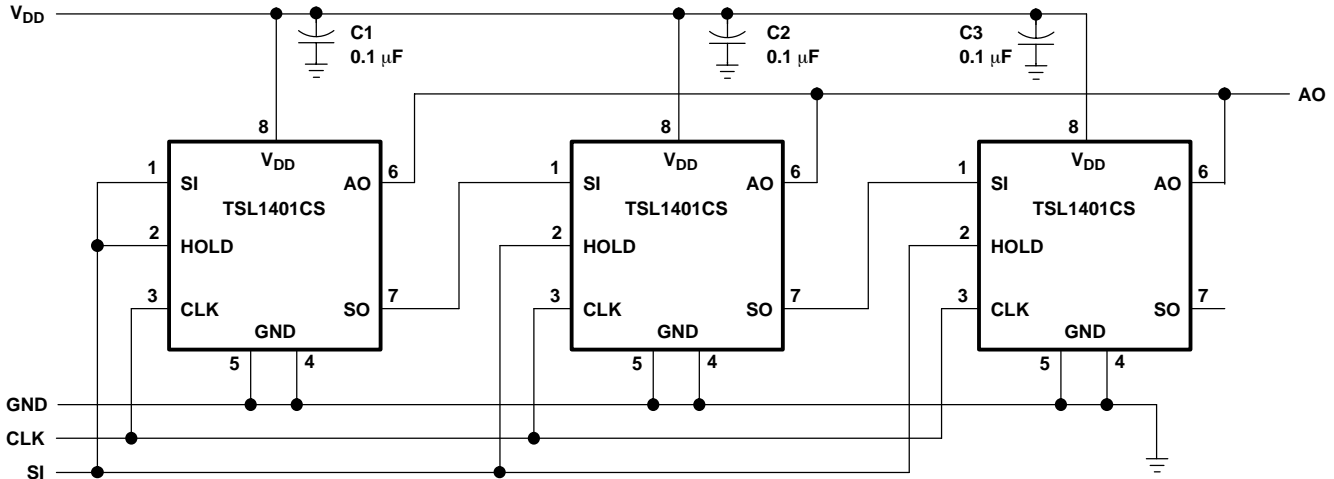 VDD
C1
0.1 μF
C2
0.1 μF
C3
0.1 μF
AO
8
VDD
1
SI
AO
6
TSL1401CS
2
HOLD
3
CLK
SO
7
GND
5
4
8
VDD
1
SI
AO
6
TSL1401CS
2
HOLD
3
CLK
SO
7
GND
5
4
8
VDD
1
SI
AO
6
TSL1401CS
2
HOLD
3
CLK
SO
7
GND
5
4
GND
CLK
SI